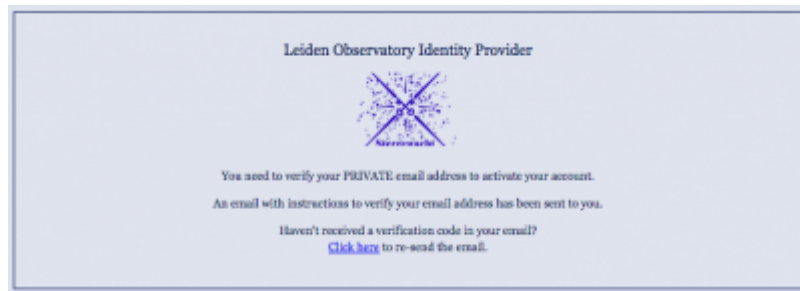 Leiden Observatory Identity Provider
Sterrewacht
You need to verify your PRIVATE email address to activate your account.
An email with instructions to verify your email address has been sent to you.
Haven't received a verification code in your email?
Click here to re-send the email.